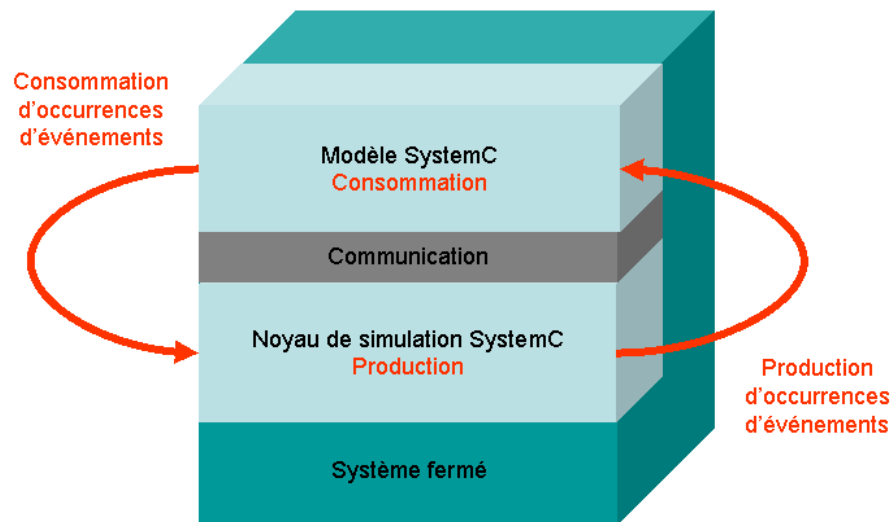 Consommation
d'occurrences
d'événements
Modèle SystemC
Consommation
Communication
Noyau de simulation SystemC
Production
Production
d'occurrences
d'événements
Système fermé